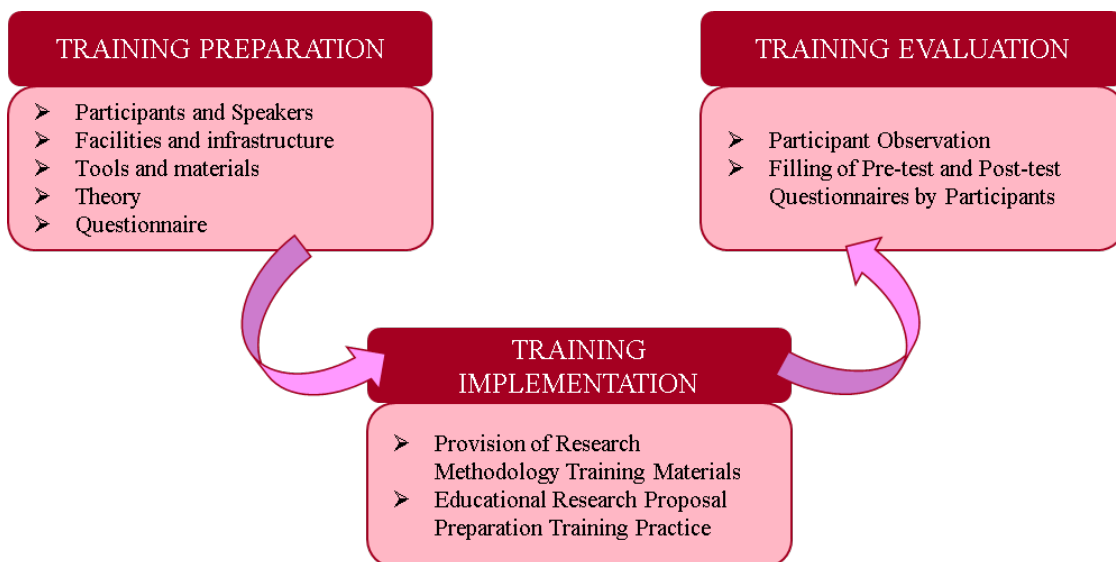 TRAINING PREPARATION
➢ Participants and Speakers
➢ Facilities and infrastructure
➢ Tools and materials
➢ Theory
➢ Questionnaire
TRAINING
IMPLEMENTATION
➢ Provision of Research
Methodology Training Materials
➢ Educational Research Proposal
Preparation Training Practice
TRAINING EVALUATION
➢ Participant Observation
➢ Filling of Pre-test and Post-test
Questionnaires by Participants